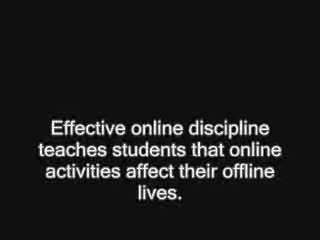 Effective online discipline
teaches students that online
activities affect their offline
lives.